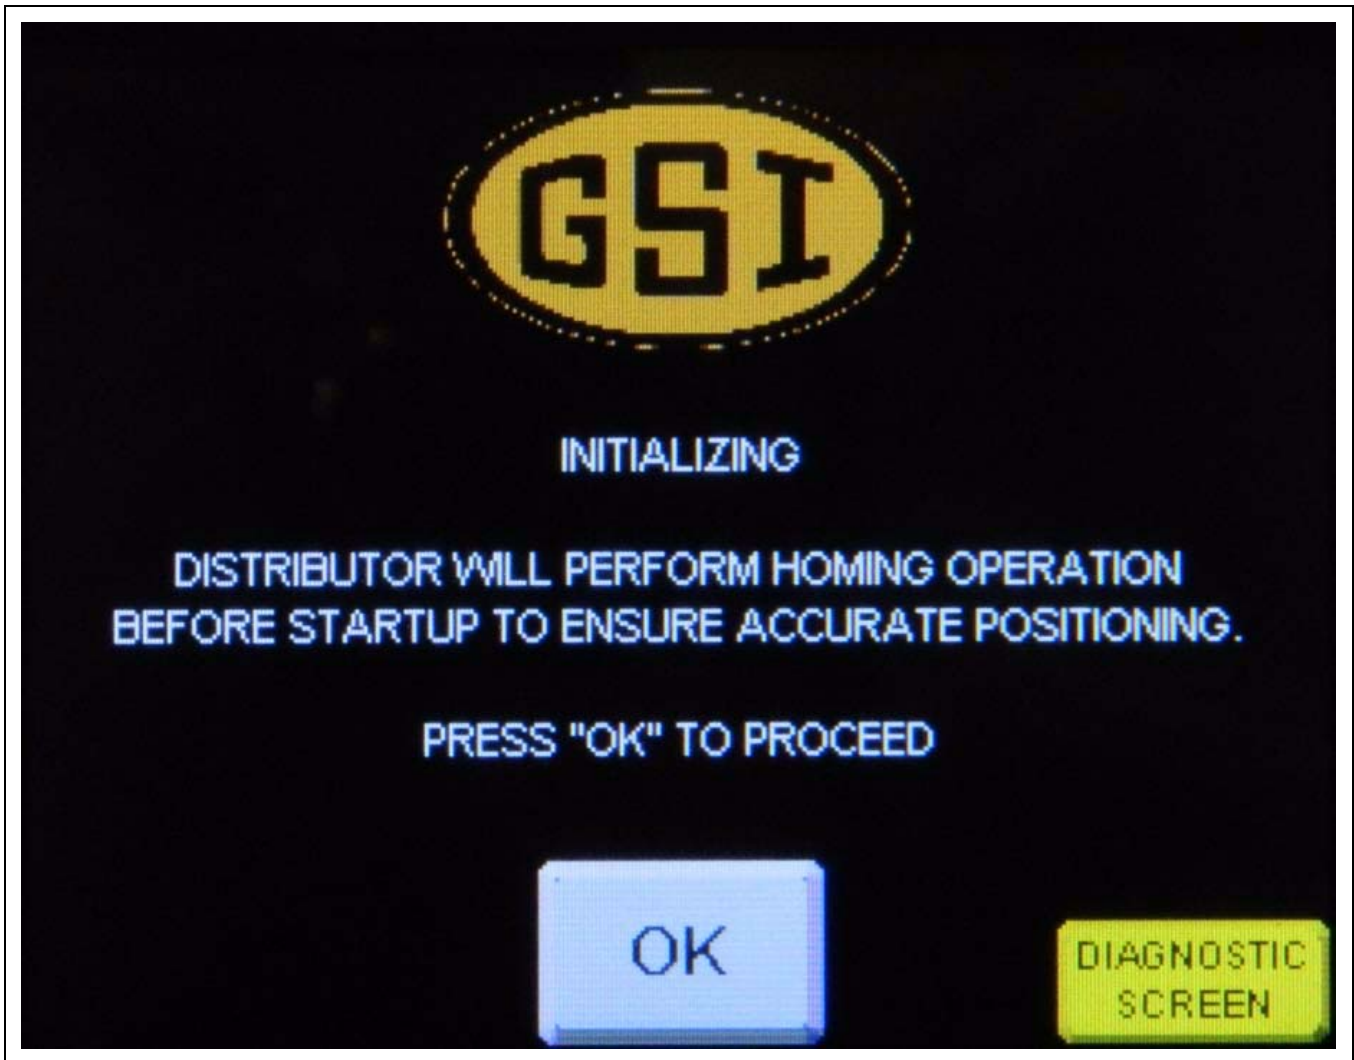 GSI
INITIALIZING
DISTRIBUTOR WILL PERFORM HOMING OPERATION
BEFORE STARTUP TO ENSURE ACCURATE POSITIONING.
PRESS "OK" TO PROCEED
OK
DIAGNOSTIC
SCREEN